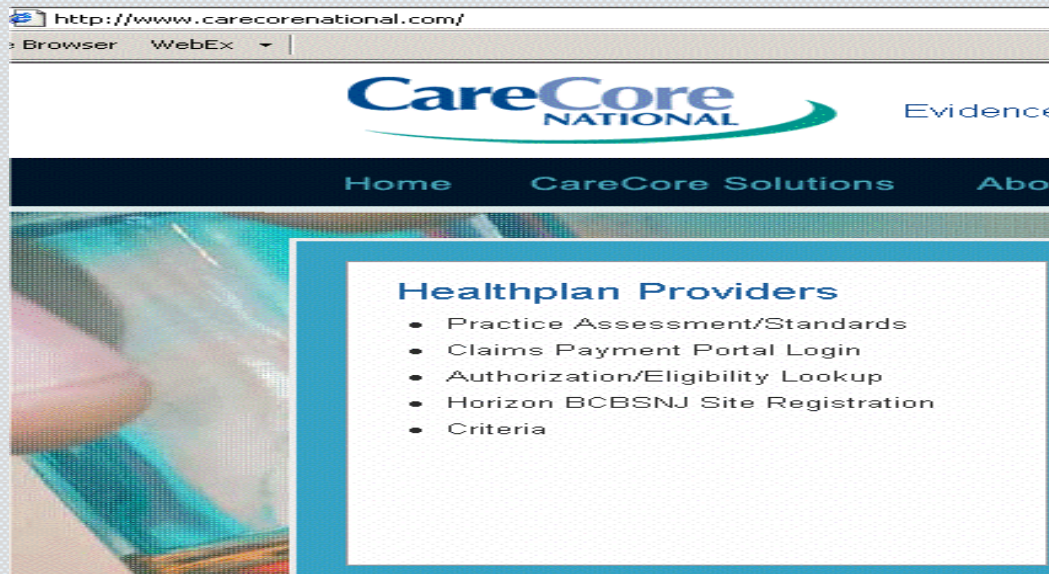 http://www.carecorenational.com/
Browser WebEx
CareCore
NATIONAL
Evidence
Home CareCore Solutions Abo
Healthplan Providers
• Practice Assessment/Standards
• Claims Payment Portal Login
• Authorization/Eligibility Lookup
• Horizon BCBSNJ Site Registration
• Criteria